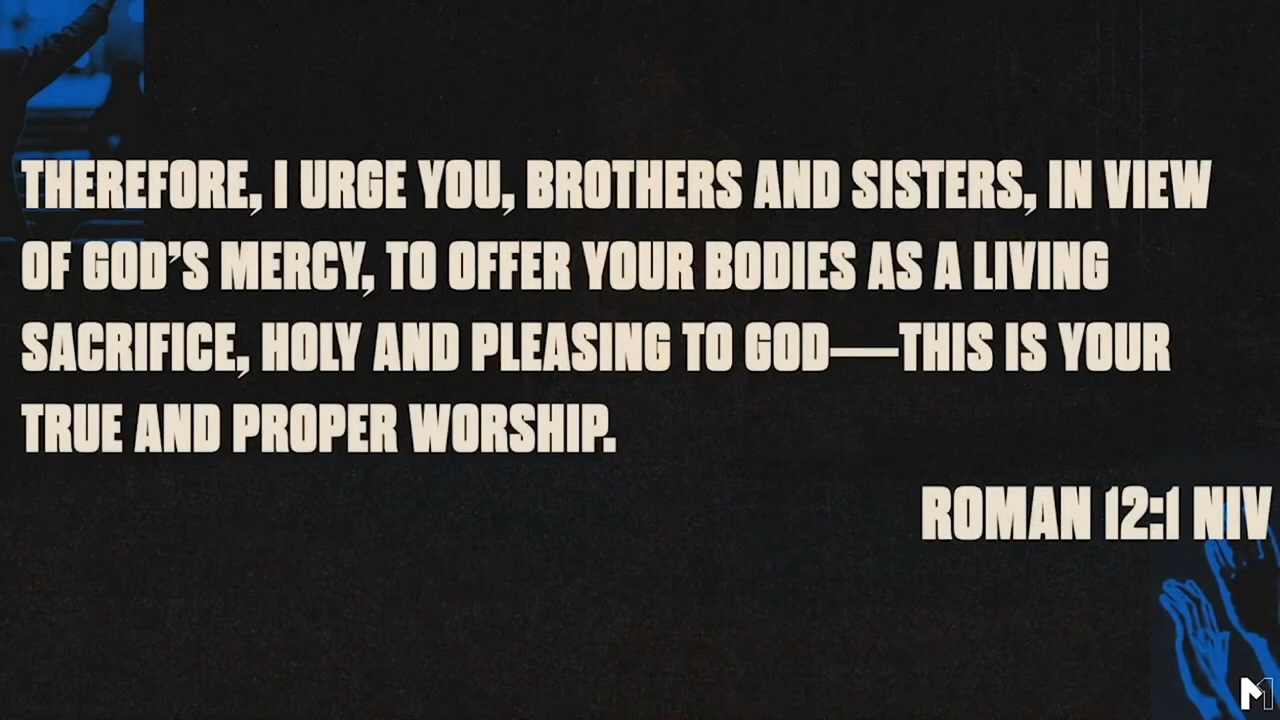 THEREFORE, I URGE YOU, BROTHERS AND SISTERS, IN VIEW
OF GOD'S MERCY, TO OFFER YOUR BODIES AS A LIVING
SACRIFICE, HOLY AND PLEASING TO GOD—THIS IS YOUR
TRUE AND PROPER WORSHIP.
ROMAN 12:1 NIV
M1